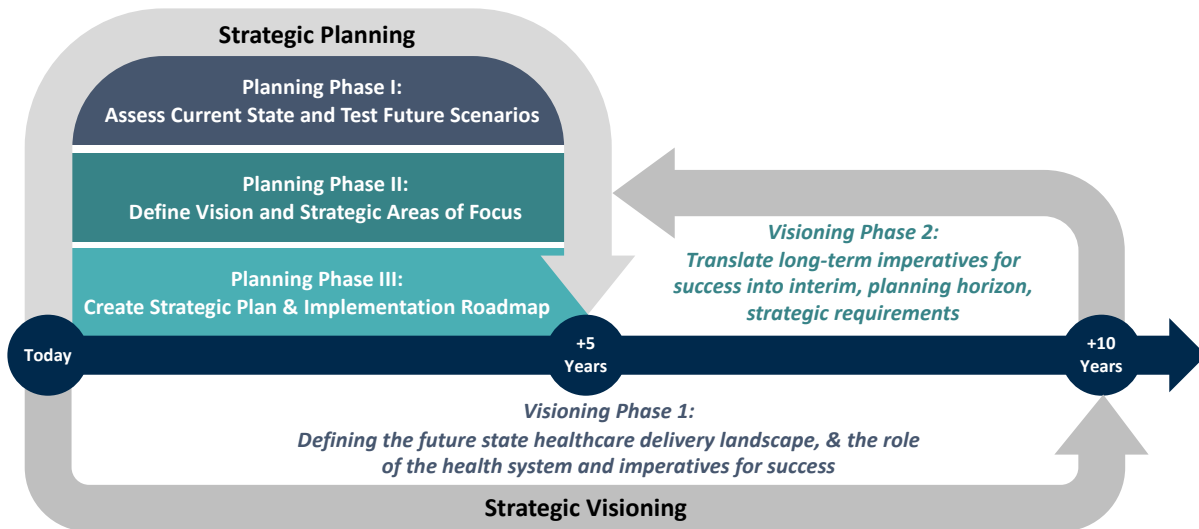 Strategic Planning
Planning Phase I:
Assess Current State and Test Future Scenarios
Planning Phase II:
Define Vision and Strategic Areas of Focus
Planning Phase III:
Create Strategic Plan & Implementation Roadmap
Visioning Phase 2:
Translate long-term imperatives for
success into interim, planning horizon,
strategic requirements
Today
+5
Years
+10
Years
Visioning Phase 1:
Defining the future state healthcare delivery landscape, & the role
of the health system and imperatives for success
Strategic Visioning